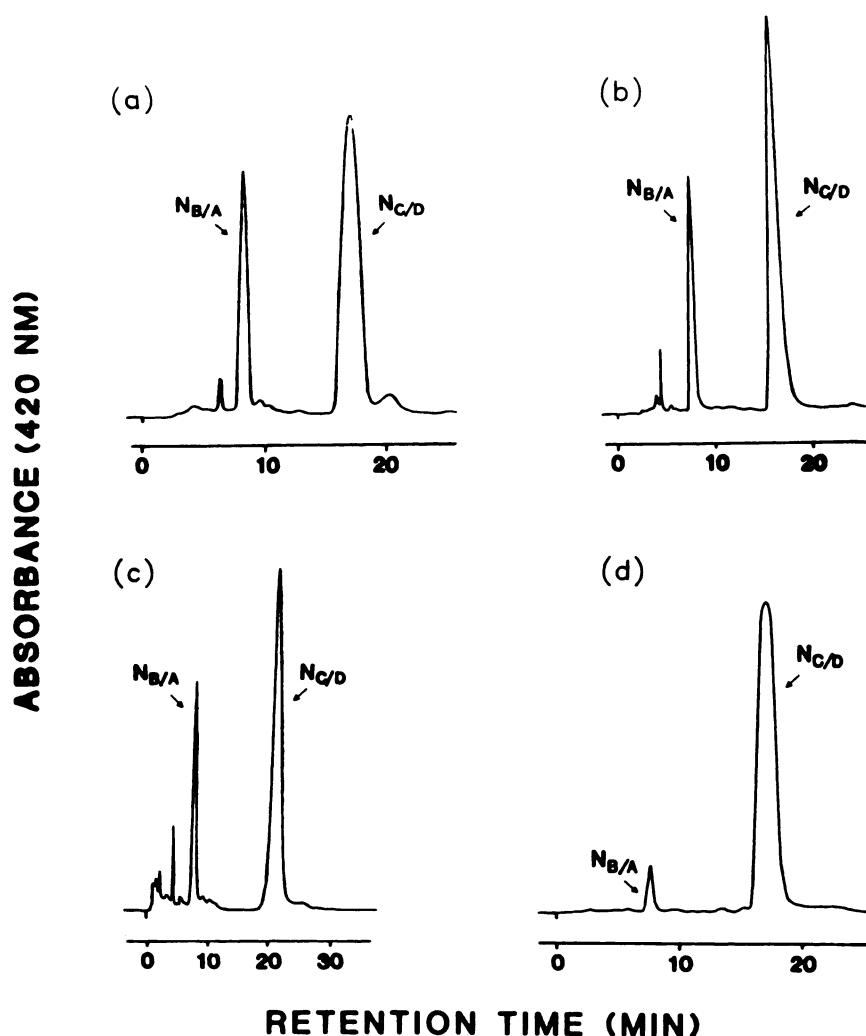 (a)
N_B/A
N_C/D
0 10 20
(b)
N_B/A
N_C/D
0 10 20
(c)
N_B/A
N_C/D
0 10 20 30
(d)
N_B/A
N_C/D
0 10 20
ABSORBANCE (420 NM)
RETENTION TIME (MIN)